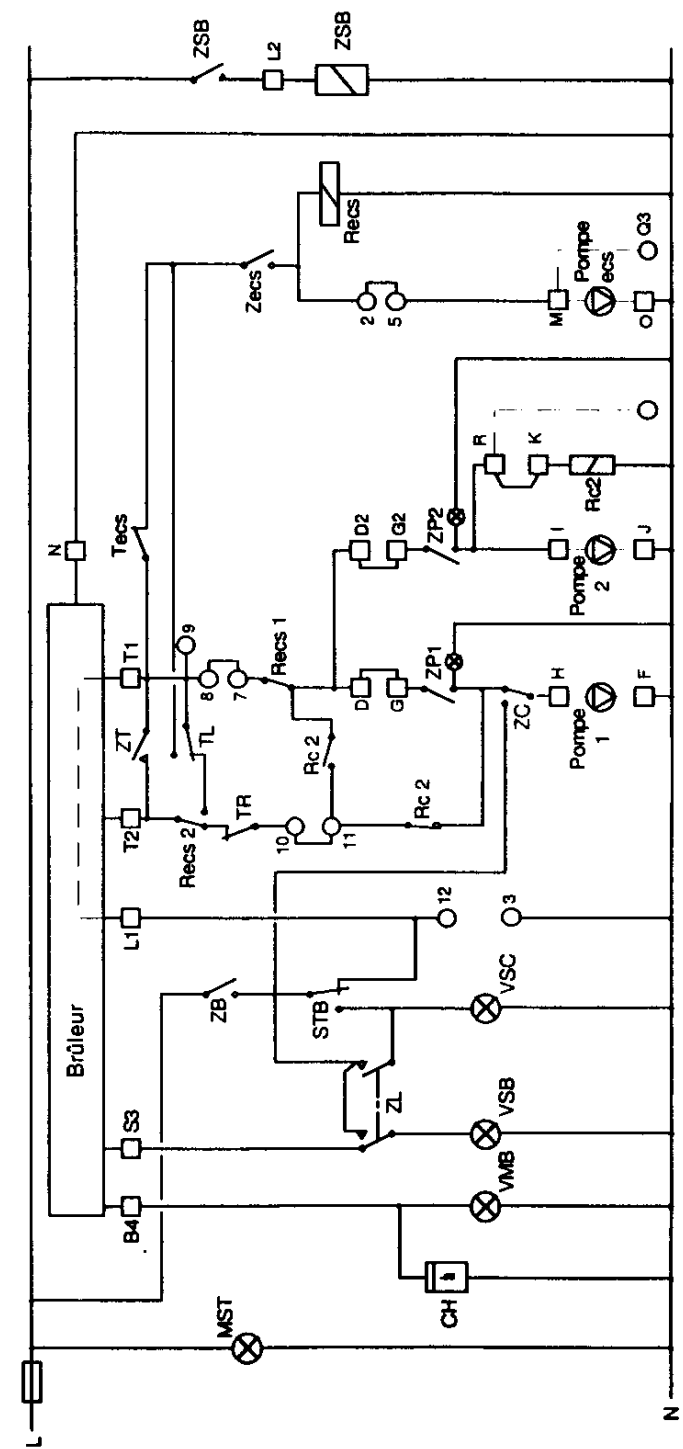 L
N
MST
CH
B4
VMB
S3
VSB
ZL
VSC
STB
ZB
Brûleur
L1
12
3
T2
Recs 2
TR
10
11
Rc 2
Rc 2
ZT
TL
T1
9
8
7
Recs 1
D
G
ZP1
ZC
H
Pompe
1
F
N
Tecs
D2
G2
ZP2
I
Pompe
2
J
R
K
Rc2
Zecs
2
5
Recs
M
Pompe
ecs
O
Q3
ZSB
L2
ZSB